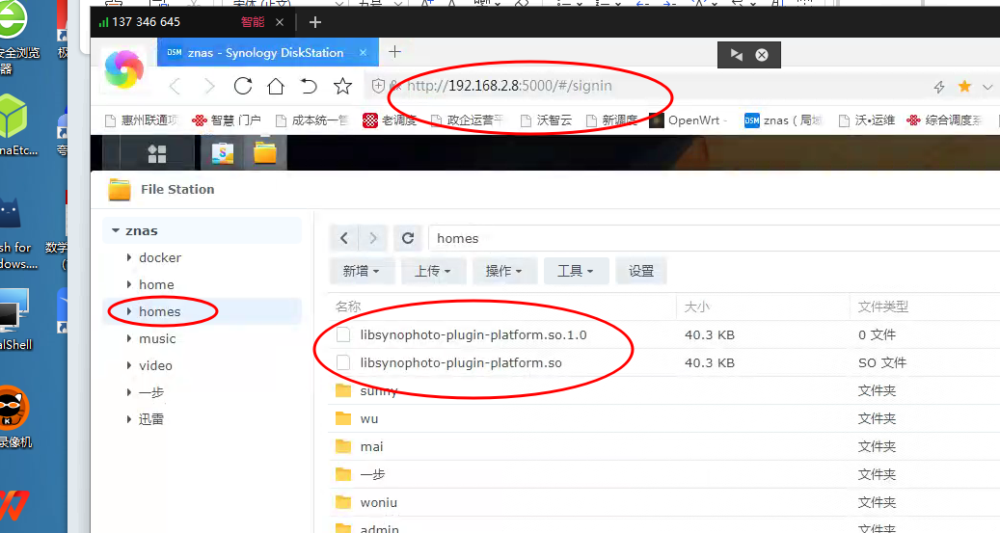 137 346 645
智能
安全浏览
器
znas - Synology DiskStation
http://192.168.2.8:5000/#/signin
惠州联通项
智慧 门户
成本统一管
老调度
政企运营平
沃智云
新调度
OpenWrt -
znas ( 局域
沃•运维
综合调度系
naEtc...
File Station
znas
docker
home
homes
music
video
一步
迅雷
homes
新增
上传
操作
工具
设置
名称
大小
文件类型
libsynophoto-plugin-platform.so.1.0
40.3 KB
0 文件
libsynophoto-plugin-platform.so
40.3 KB
SO 文件
sunny
文件夹
wu
文件夹
mai
文件夹
一步
文件夹
woniu
文件夹
admin
文件夹
sh for
dows....
数学
alShell
录像机